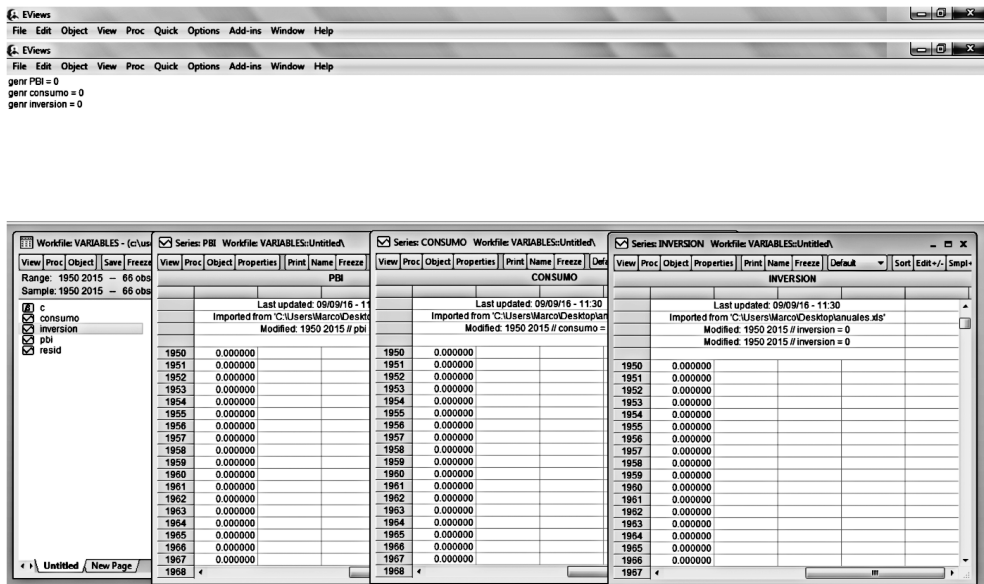 EViews
File Edit Object View Proc Quick Options Add-ins Window Help
EViews
File Edit Object View Proc Quick Options Add-ins Window Help
genr PBI = 0
genr consumo = 0
genr inversion = 0
Workfile: VARIABLES - (c:\us
View Proc Object Save Freeze
Range: 1950 2015 – 66 obs
Sample: 1950 2015 – 66 obs
c
consumo
inversion
pbi
resid
Untitled New Page
Series: PBI Workfile: VARIABLES::Untitled\
View Proc Object Properties Print Name Freeze
PBI
Last updated: 09/09/16 - 11
Imported from 'C:\Users\Marco\Deskt
Modified: 1950 2015 // pbi
1950 0.000000
1951 0.000000
1952 0.000000
1953 0.000000
1954 0.000000
1955 0.000000
1956 0.000000
1957 0.000000
1958 0.000000
1959 0.000000
1960 0.000000
1961 0.000000
1962 0.000000
1963 0.000000
1964 0.000000
1965 0.000000
1966 0.000000
1967 0.000000
1968
Series: CONSUMO Workfile: VARIABLES::Untitled\
View Proc Object Properties Print Name Freeze Defa
CONSUMO
Last updated: 09/09/16 - 11:30
Imported from 'C:\Users\Marco\Desktop\an
Modified: 1950 2015 // consumo =
1950 0.000000
1951 0.000000
1952 0.000000
1953 0.000000
1954 0.000000
1955 0.000000
1956 0.000000
1957 0.000000
1958 0.000000
1959 0.000000
1960 0.000000
1961 0.000000
1962 0.000000
1963 0.000000
1964 0.000000
1965 0.000000
1966 0.000000
1967 0.000000
1968
Series: INVERSION Workfile: VARIABLES::Untitled\
View Proc Object Properties Print Name Freeze Default Sort Edit+/- Smpl+
INVERSION
Last updated: 09/09/16 - 11:30
Imported from 'C:\Users\Marco\Desktop\anuales.xls'
Modified: 1950 2015 // inversion = 0
Modified: 1950 2015 // inversion = 0
1950 0.000000
1951 0.000000
1952 0.000000
1953 0.000000
1954 0.000000
1955 0.000000
1956 0.000000
1957 0.000000
1958 0.000000
1959 0.000000
1960 0.000000
1961 0.000000
1962 0.000000
1963 0.000000
1964 0.000000
1965 0.000000
1966 0.000000
1967